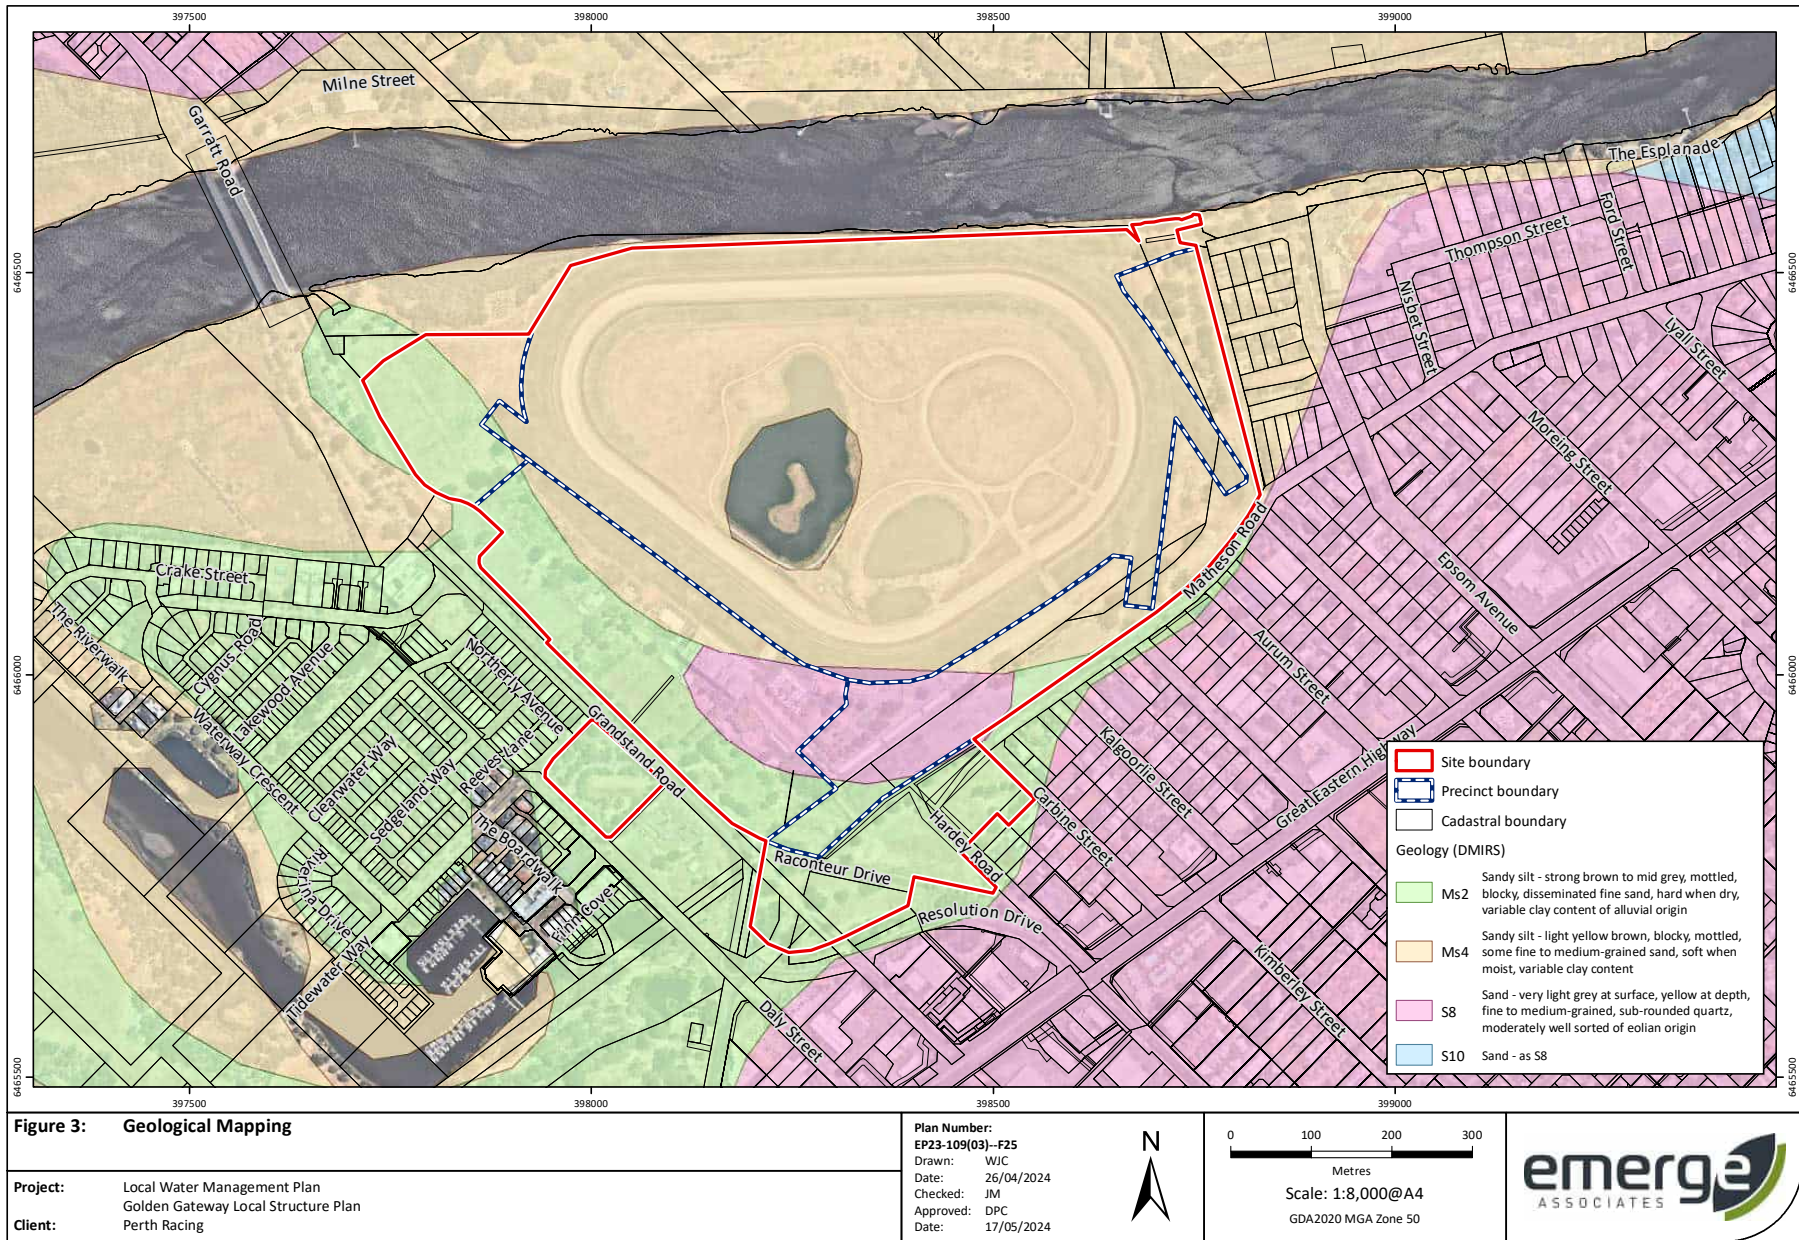 397500
398000
398500
399000
6466500
6466000
6465500
6466500
6466000
6465500
Milne Street
Garratt Road
The Esplanade
Ford Street
Thompson Street
Nisbet Street
Lyall Street
Moreing Street
Matheson Road
Epsom Avenue
Crake Street
The Riverwalk
Cygnus Road
Lakewood Avenue
Northerly Avenue
Aurum Street
Waterway Crescent
Reeves Lane
Grandstand Road
Clearwater Way
Sedgeland Way
Kalgoorlie Street
Great Eastern Highway
Carbine Street
The Boardwalk
Hardey Road
Riverina Drive
Raconteur Drive
Finn Cove
Resolution Drive
Tidewater Way
Daly Street
Kimberley Street
Site boundary
Precinct boundary
Cadastral boundary
Geology (DMIRS)
Ms2 Sandy silt - strong brown to mid grey, mottled,
blocky, disseminated fine sand, hard when dry,
variable clay content of alluvial origin
Ms4 Sandy silt - light yellow brown, blocky, mottled,
some fine to medium-grained sand, soft when
moist, variable clay content
S8 Sand - very light grey at surface, yellow at depth,
fine to medium-grained, sub-rounded quartz,
moderately well sorted of eolian origin
S10 Sand - as S8
397500
398000
398500
399000
Figure 3: Geological Mapping
Project: Local Water Management Plan
Golden Gateway Local Structure Plan
Client: Perth Racing
Plan Number:
EP23-109(03)--F25
Drawn: WJC
Date: 26/04/2024
Checked: JM
Approved: DPC
Date: 17/05/2024
N
0 100 200 300
Metres
Scale: 1:8,000@A4
GDA2020 MGA Zone 50
emerge
ASSOCIATES